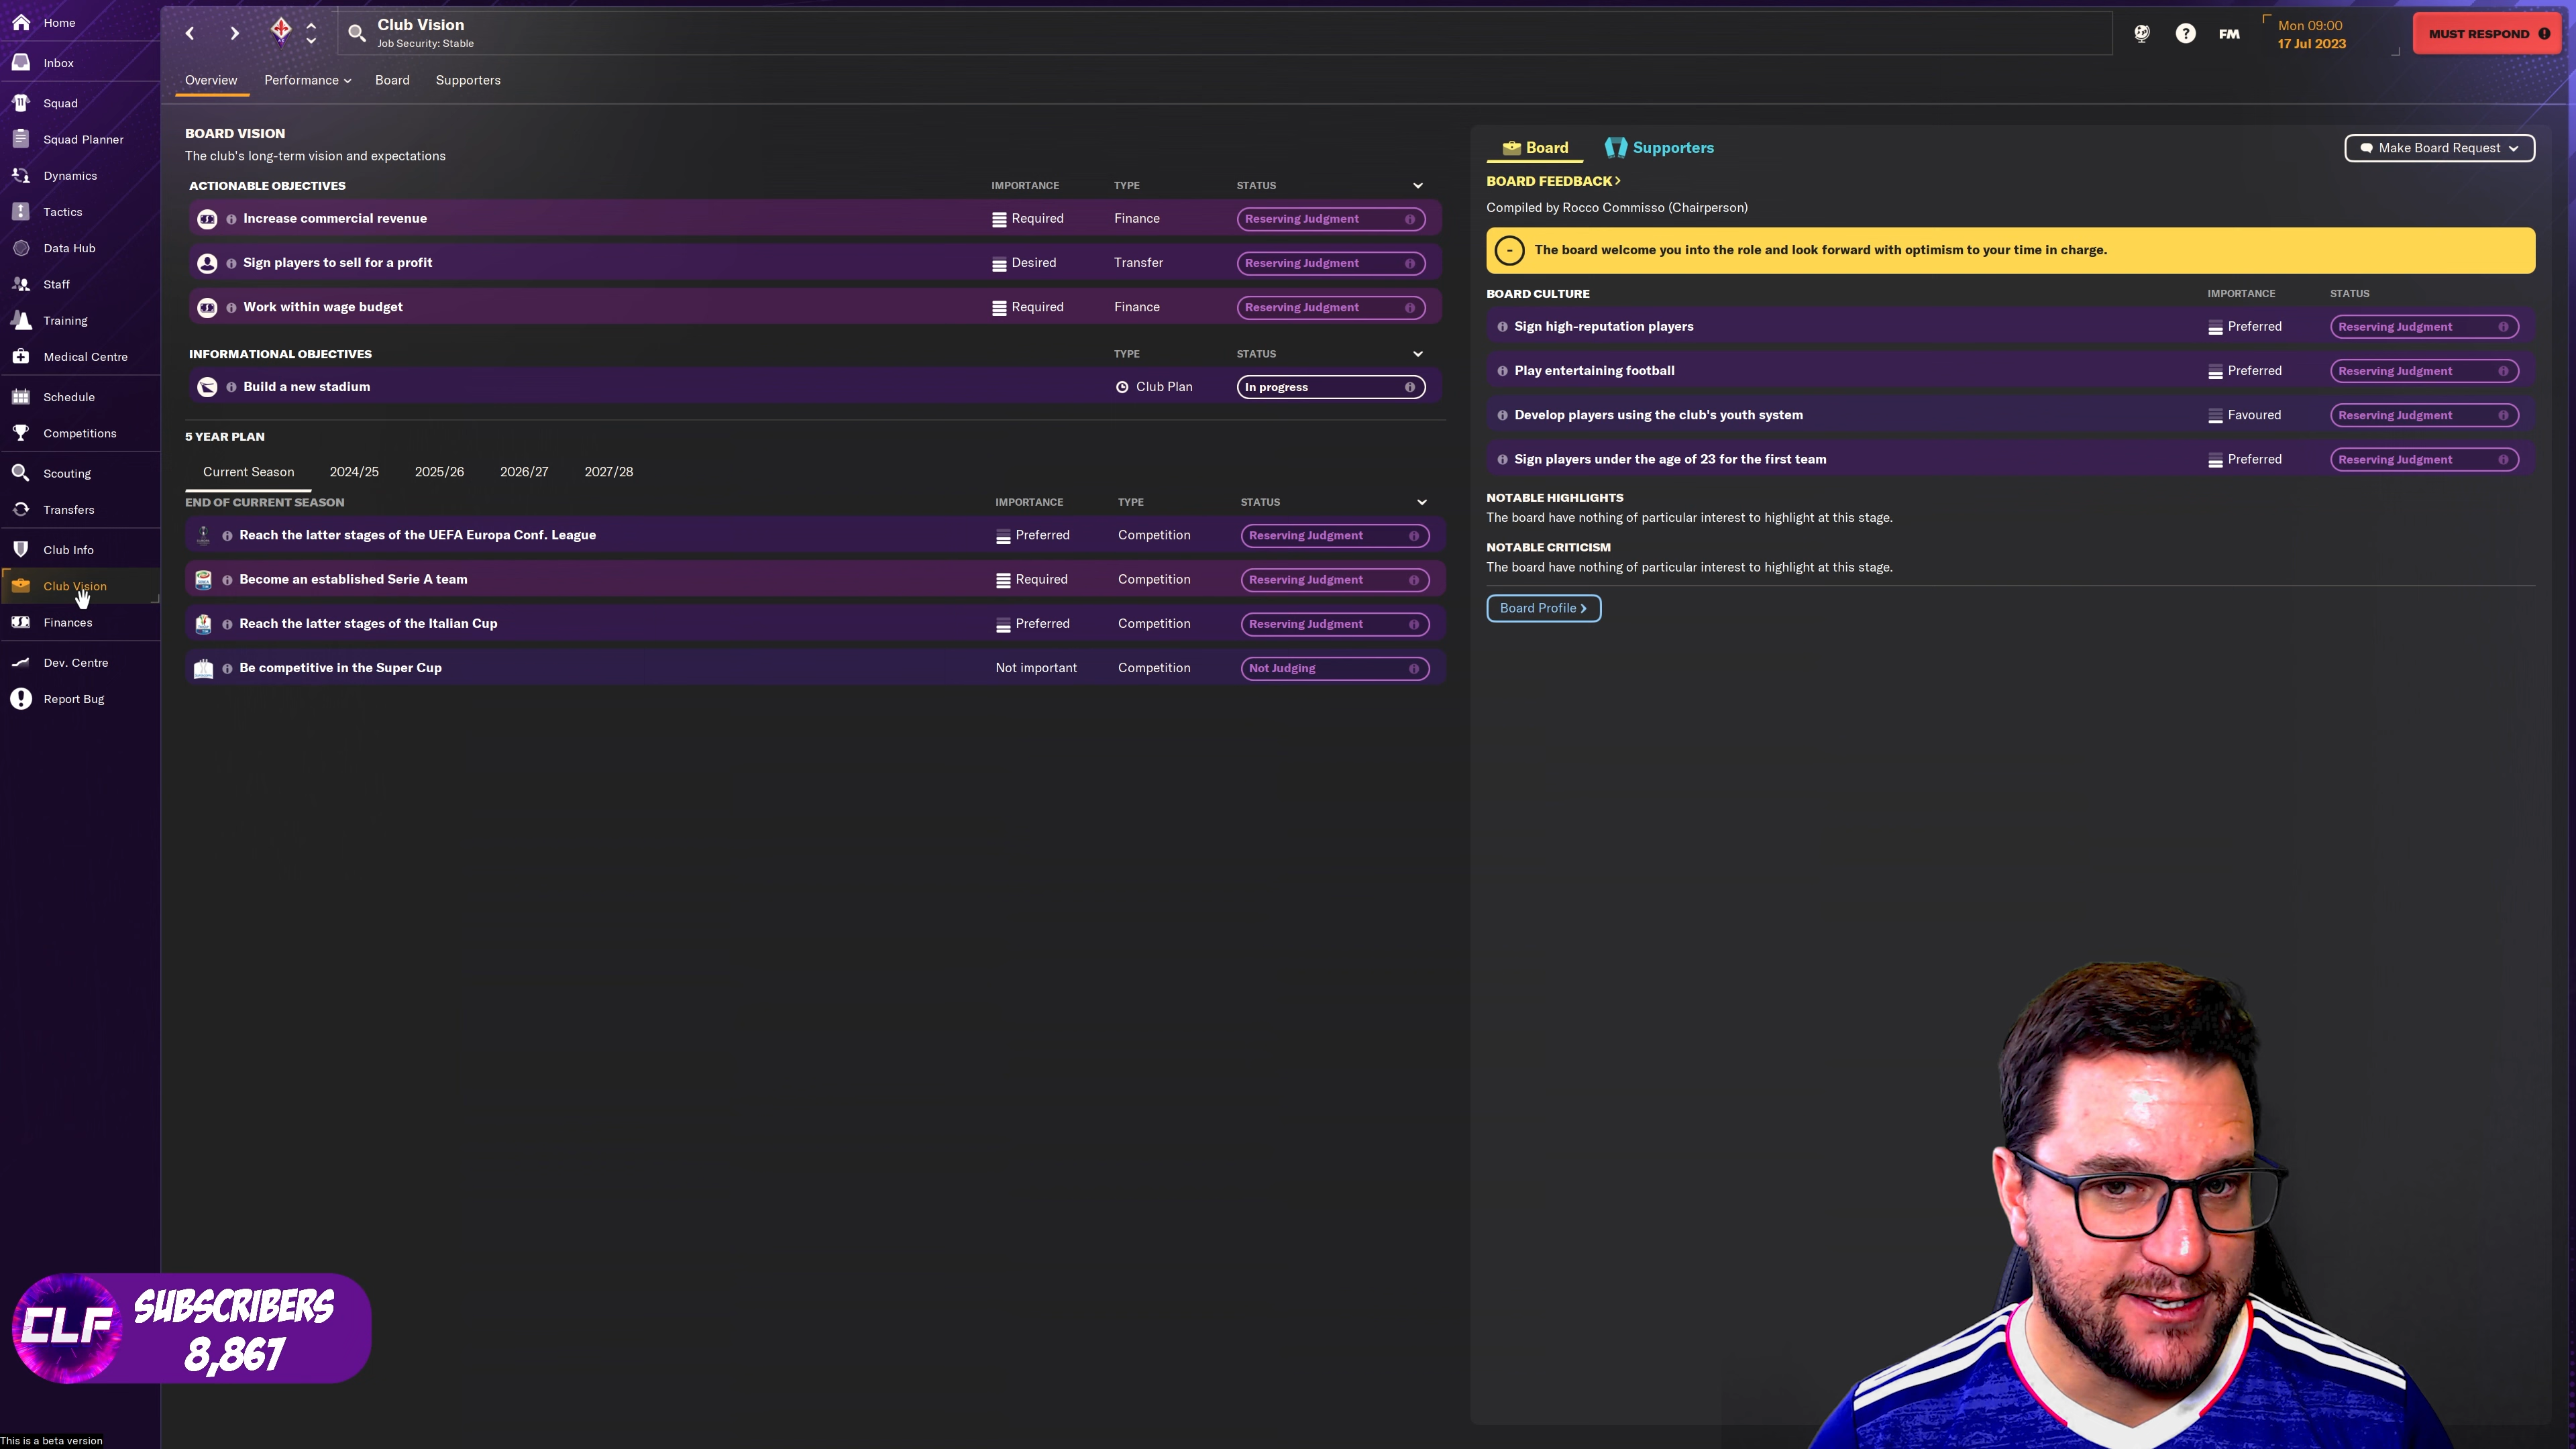 Home
Inbox
Squad
Squad Planner
Dynamics
Tactics
Data Hub
Staff
Training
Medical Centre
Schedule
Competitions
Scouting
Transfers
Club Info
Club Vision
Finances
Dev. Centre
Report Bug
Club Vision
Job Security: Stable
FM
Mon 09:00
17 Jul 2023
MUST RESPOND
Overview Performance Board Supporters
BOARD VISION
The club's long-term vision and expectations
ACTIONABLE OBJECTIVES IMPORTANCE TYPE STATUS
Increase commercial revenue Required Finance Reserving Judgment
Sign players to sell for a profit Desired Transfer Reserving Judgment
Work within wage budget Required Finance Reserving Judgment
INFORMATIONAL OBJECTIVES TYPE STATUS
Build a new stadium Club Plan In progress
5 YEAR PLAN
Current Season 2024/25 2025/26 2026/27 2027/28
END OF CURRENT SEASON IMPORTANCE TYPE STATUS
Reach the latter stages of the UEFA Europa Conf. League Preferred Competition Reserving Judgment
Become an established Serie A team Required Competition Reserving Judgment
Reach the latter stages of the Italian Cup Preferred Competition Reserving Judgment
Be competitive in the Super Cup Not important Competition Not Judging
Board Supporters Make Board Request
BOARD FEEDBACK >
Compiled by Rocco Commisso (Chairperson)
The board welcome you into the role and look forward with optimism to your time in charge.
BOARD CULTURE IMPORTANCE STATUS
Sign high-reputation players Preferred Reserving Judgment
Play entertaining football Preferred Reserving Judgment
Develop players using the club's youth system Favoured Reserving Judgment
Sign players under the age of 23 for the first team Preferred Reserving Judgment
NOTABLE HIGHLIGHTS
The board have nothing of particular interest to highlight at this stage.
NOTABLE CRITICISM
The board have nothing of particular interest to highlight at this stage.
Board Profile >
CLF
SUBSCRIBERS
8,867
This is a beta version